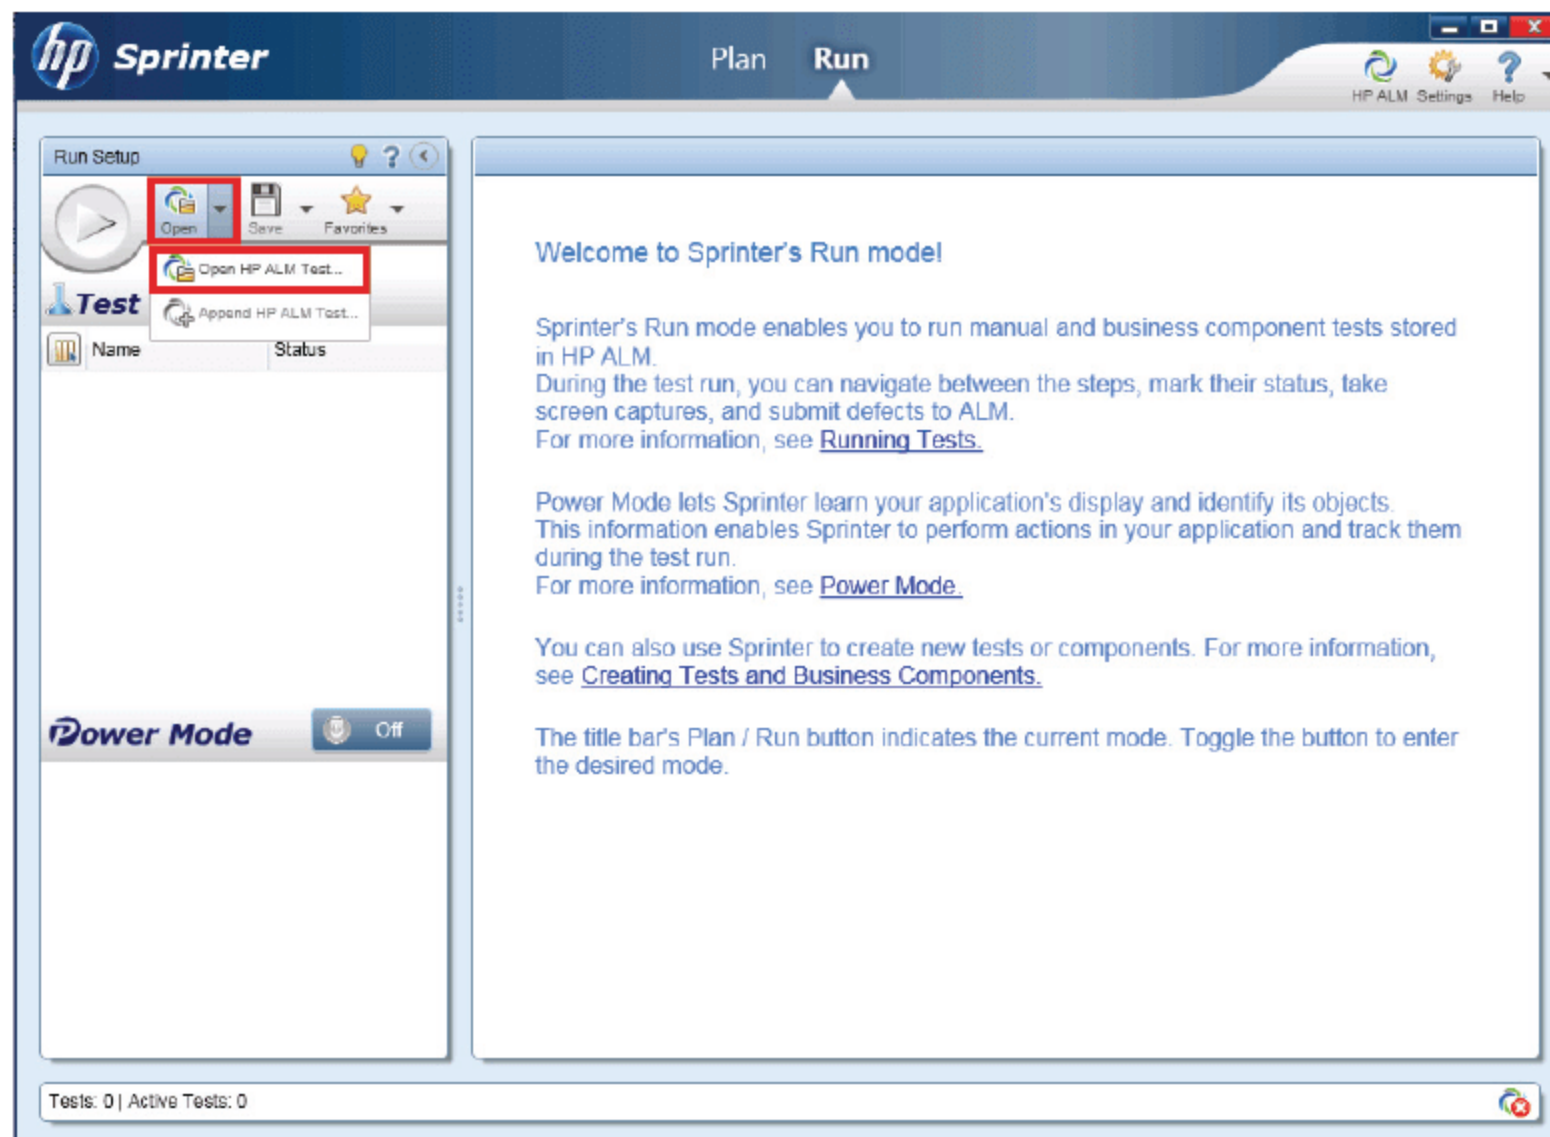 hp Sprinter
Plan Run
HP ALM Settings Help
Run Setup
Open Save Favorites
Open HP ALM Test...
Test
Append HP ALM Test...
Name Status
Power Mode Off
Welcome to Sprinter's Run mode!
Sprinter's Run mode enables you to run manual and business component tests stored
in HP ALM.
During the test run, you can navigate between the steps, mark their status, take
screen captures, and submit defects to ALM.
For more information, see Running Tests.
Power Mode lets Sprinter learn your application's display and identify its objects.
This information enables Sprinter to perform actions in your application and track them
during the test run.
For more information, see Power Mode.
You can also use Sprinter to create new tests or components. For more information,
see Creating Tests and Business Components.
The title bar's Plan / Run button indicates the current mode. Toggle the button to enter
the desired mode.
Tests: 0 | Active Tests: 0